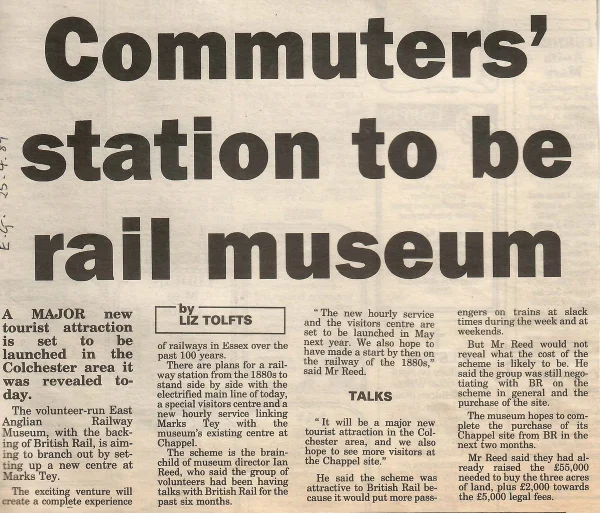 Commuters'
station to be
rail museum
E.G. 25.4.89
A MAJOR new
tourist attraction
is set to be
launched in the
Colchester area it
was revealed to-
day.
The volunteer-run East
Anglian Railway
Museum, with the back-
ing of British Rail, is aim-
ing to branch out by set-
ting up a new centre at
Marks Tey.
The exciting venture will
create a complete experience
by
LIZ TOLFTS
of railways in Essex over the
past 100 years.
There are plans for a rail-
way station from the 1880s to
stand side by side with the
electrified main line of today,
a special visitors centre and a
new hourly service linking
Marks Tey with the
museum's existing centre at
Chappel.
The scheme is the brain-
child of museum director Ian
Reed, who said the group of
volunteers had been having
talks with British Rail for the
past six months.
"The new hourly service
and the visitors centre are
set to be launched in May
next year. We also hope to
have made a start by then on
the railway of the 1880s,"
said Mr Reed.
TALKS
"It will be a major new
tourist attraction in the Col-
chester area, and we also
hope to see more visitors at
the Chappel site."
He said the scheme was
attractive to British Rail be-
cause it would put more pass-
engers on trains at slack
times during the week and at
weekends.
But Mr Reed would not
reveal what the cost of the
scheme is likely to be. He
said the group was still nego-
tiating with BR on the
scheme in general and the
purchase of the site.
The museum hopes to com-
plete the purchase of its
Chappel site from BR in the
next two months.
Mr Reed said they had al-
ready raised the £55,000
needed to buy the three acres
of land, plus £2,000 towards
the £5,000 legal fees.